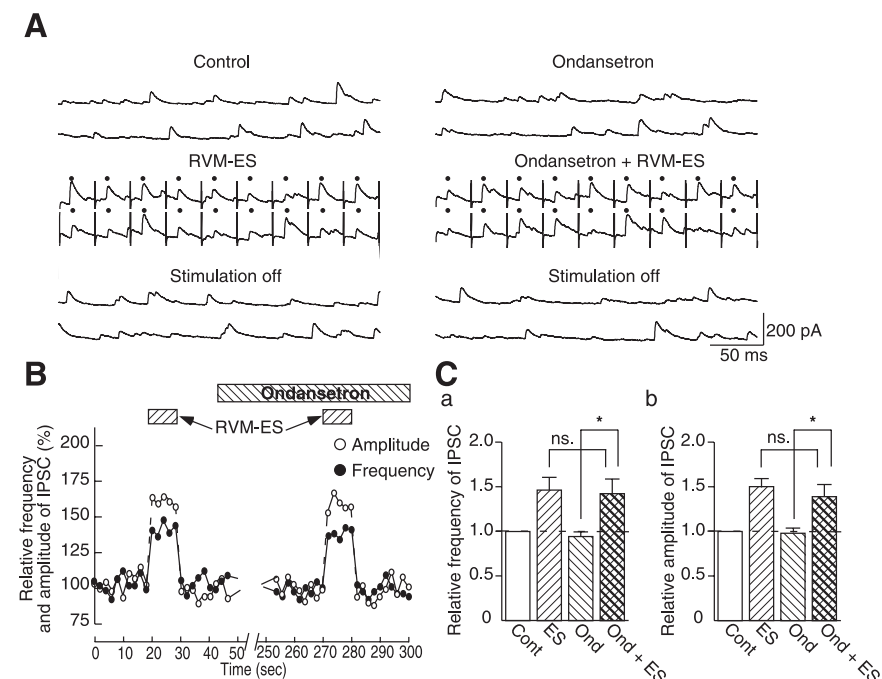 A
Control
Ondansetron
RVM-ES
Ondansetron + RVM-ES
Stimulation off
Stimulation off
200 pA
50 ms
B
Ondansetron
RVM-ES
Amplitude
Frequency
Relative frequency
and amplitude of IPSC (%)
200
175
150
125
100
75
0 10 20 30 40 50 250 260 270 280 290 300
Time (sec)
C
a
Relative frequency of IPSC
2.0
1.5
1.0
0.5
0
ns.
*
Cont
ES
Ond
Ond + ES
b
Relative amplitude of IPSC
2.0
1.5
1.0
0.5
0
ns.
*
Cont
ES
Ond
Ond + ES